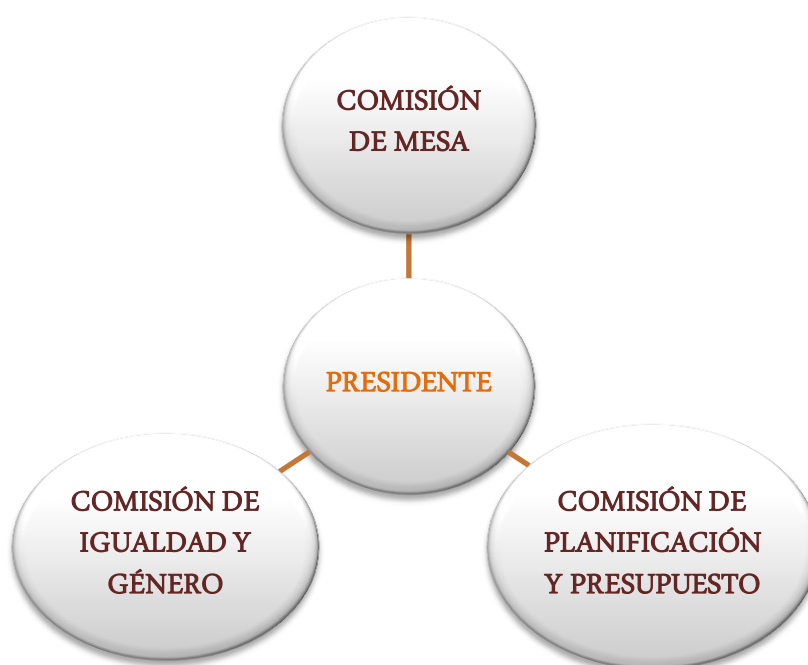 COMISIÓN
DE MESA
PRESIDENTE
COMISIÓN DE
IGUALDAD Y
GÉNERO
COMISIÓN DE
PLANIFICACIÓN
Y PRESUPUESTO